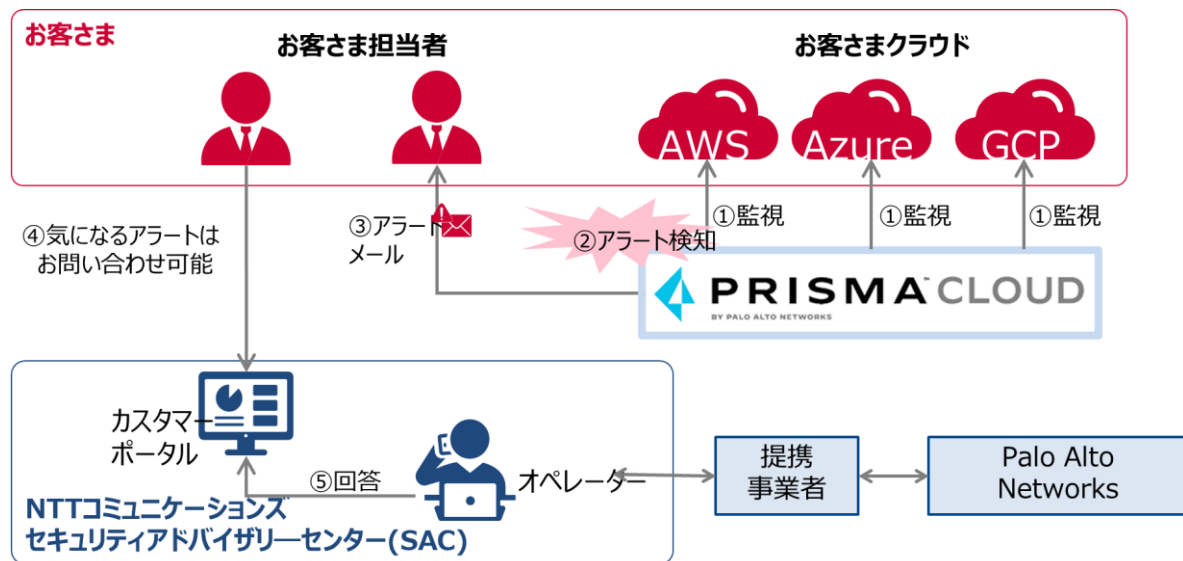 お客さま
お客さま担当者
お客さまクラウド
AWS
Azure
GCP
①監視
①監視
①監視
②アラート検知
③アラート
メール
④気になるアラートは
お問い合わせ可能
PRISMA™ CLOUD
BY PALO ALTO NETWORKS
カスタマー
ポータル
⑤回答
オペレーター
提携
事業者
Palo Alto
Networks
NTTコミュニケーションズ
セキュリティアドバイザリ―センター(SAC)